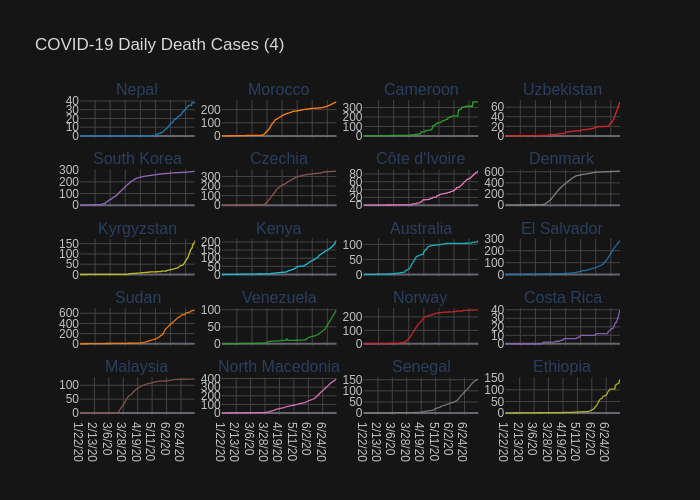 COVID-19 Daily Death Cases (4)
Nepal Morocco Cameroon Uzbekistan
40 30 20 10 0 200 100 0 300 200 100 0 60 40 20 0
South Korea Czechia Côte d'Ivoire Denmark
300 200 100 0 300 200 100 0 80 60 40 20 0 600 400 200 0
Kyrgyzstan Kenya Australia El Salvador
150 100 50 0 200 150 100 50 0 100 50 0 300 200 100 0
Sudan Venezuela Norway Costa Rica
600 400 200 0 100 50 0 200 100 0 40 30 20 10 0
Malaysia North Macedonia Senegal Ethiopia
100 50 0 400 300 200 100 0 150 100 50 0 150 100 50 0
1/22/20 2/13/20 3/6/20 3/28/20 4/19/20 5/11/20 6/2/20 6/24/20 1/22/20 2/13/20 3/6/20 3/28/20 4/19/20 5/11/20 6/2/20 6/24/20 1/22/20 2/13/20 3/6/20 3/28/20 4/19/20 5/11/20 6/2/20 6/24/20 1/22/20 2/13/20 3/6/20 3/28/20 4/19/20 5/11/20 6/2/20 6/24/20